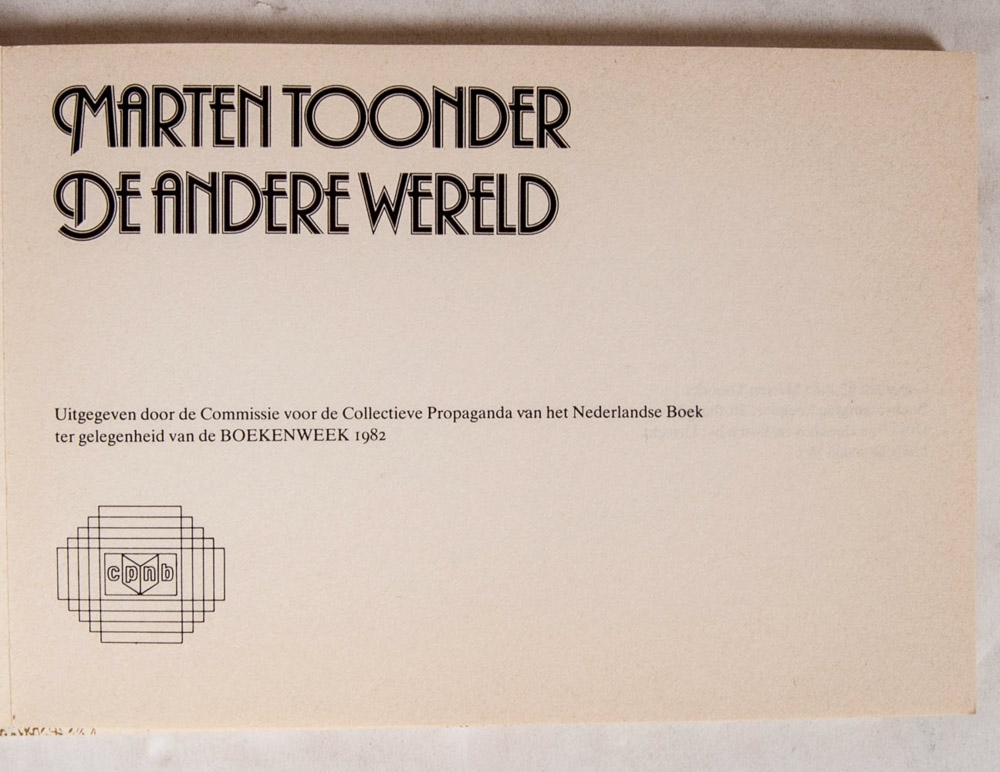 MARTEN TOONDER
DE ANDERE WERELD
Uitgegeven door de Commissie voor de Collectieve Propaganda van het Nederlandse Boek
ter gelegenheid van de BOEKENWEEK 1982
cpnb